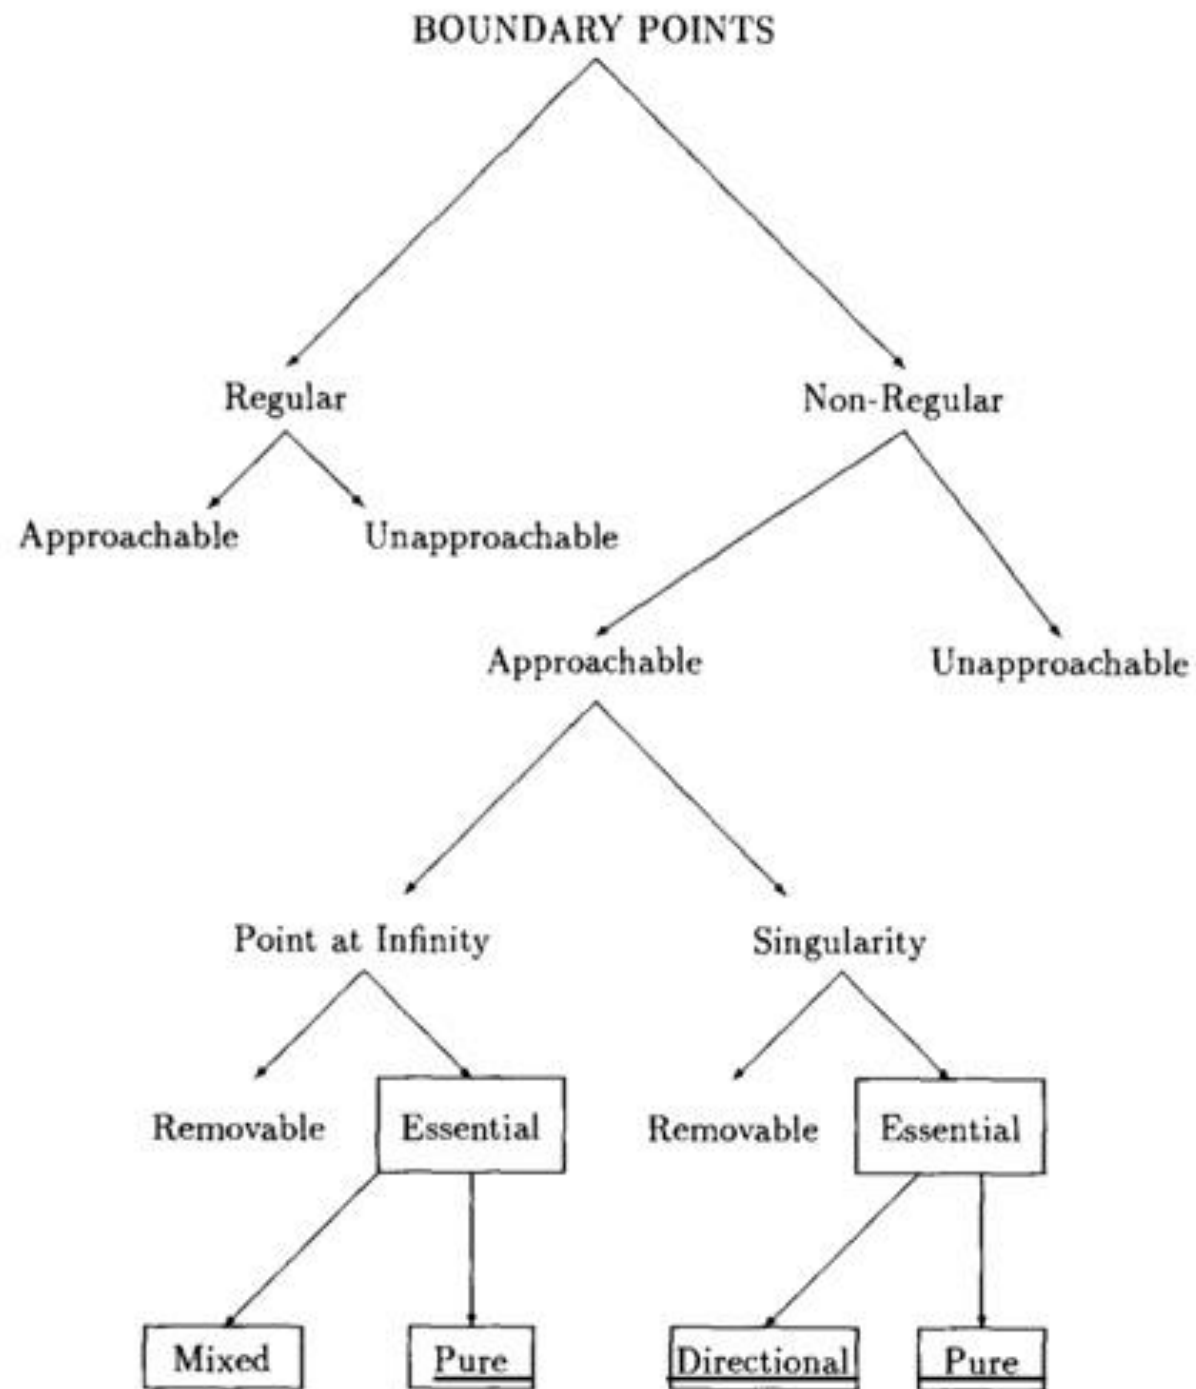 BOUNDARY POINTS
Regular Non-Regular
Approachable Unapproachable
Approachable Unapproachable
Point at Infinity Singularity
Removable Essential Removable Essential
Mixed Pure Directional Pure